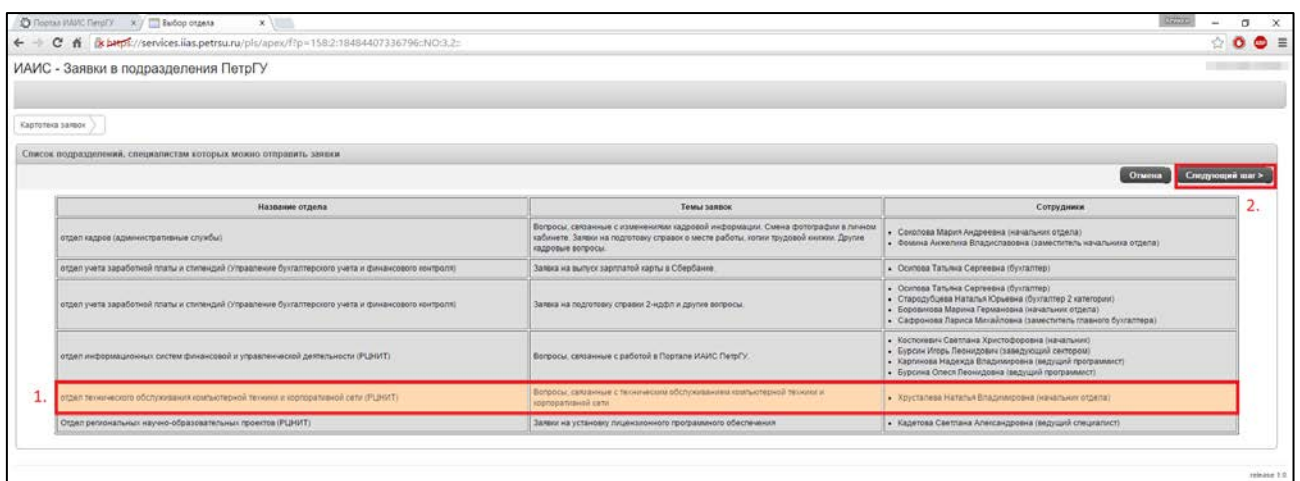 Портал ИАИС ПетрГУ
Выбор отдела
https://services.iias.petrsu.ru/pls/apex/f?p=158:2:18484407336796::NO:3,2::
ИАИС - Заявки в подразделения ПетрГУ
Картотека заявок
Список подразделений, специалистам которых можно отправить заявки
Отмена
Следующий шаг >
2.
Название отдела
Темы заявок
Сотрудники
отдел кадров (административные службы)
Вопросы, связанные с изменениями кадровой информации. Смена фотографии в личном
кабинете. Заявки на подготовку справок о месте работы, копии трудовой книжки. Другие
кадровые вопросы.
• Соколова Мария Андреевна (начальник отдела)
• Фомина Анжелика Владиславовна (заместитель начальника отдела)
отдел учета заработной платы и стипендий (Управление бухгалтерского учета и финансового контроля)
Заявка на выпуск зарплатой карты в Сбербанке.
• Осипова Татьяна Сергеевна (бухгалтер)
отдел учета заработной платы и стипендий (Управление бухгалтерского учета и финансового контроля)
Заявка на подготовку справки 2-ндфл и другие вопросы.
• Осипова Татьяна Сергеевна (бухгалтер)
• Стародубцева Наталья Юрьевна (бухгалтер 2 категории)
• Боровикова Марина Германовна (начальник отдела)
• Сафронова Лариса Михайловна (заместитель главного бухгалтера)
отдел информационных систем финансовой и управленческой деятельности (РЦНИТ)
Вопросы, связанные с работой в Портале ИАИС ПетрГУ.
• Костюкевич Светлана Христофоровна (начальник)
• Бурсин Игорь Леонидович (заведующий сектором)
• Карпикова Надежда Владимировна (ведущий программист)
• Бурсина Олеся Леонидовна (ведущий программист)
1.
отдел технического обслуживания компьютерной техники и корпоративной сети (РЦНИТ)
Вопросы, связанные с техническим обслуживанием компьютерной техники и
корпоративной сети
• Хрусталева Наталья Владимировна (начальник отдела)
Отдел региональных научно-образовательных проектов (РЦНИТ)
Заявки на установку лицензионного программного обеспечения
• Кадетова Светлана Александровна (ведущий специалист)
release 1.0